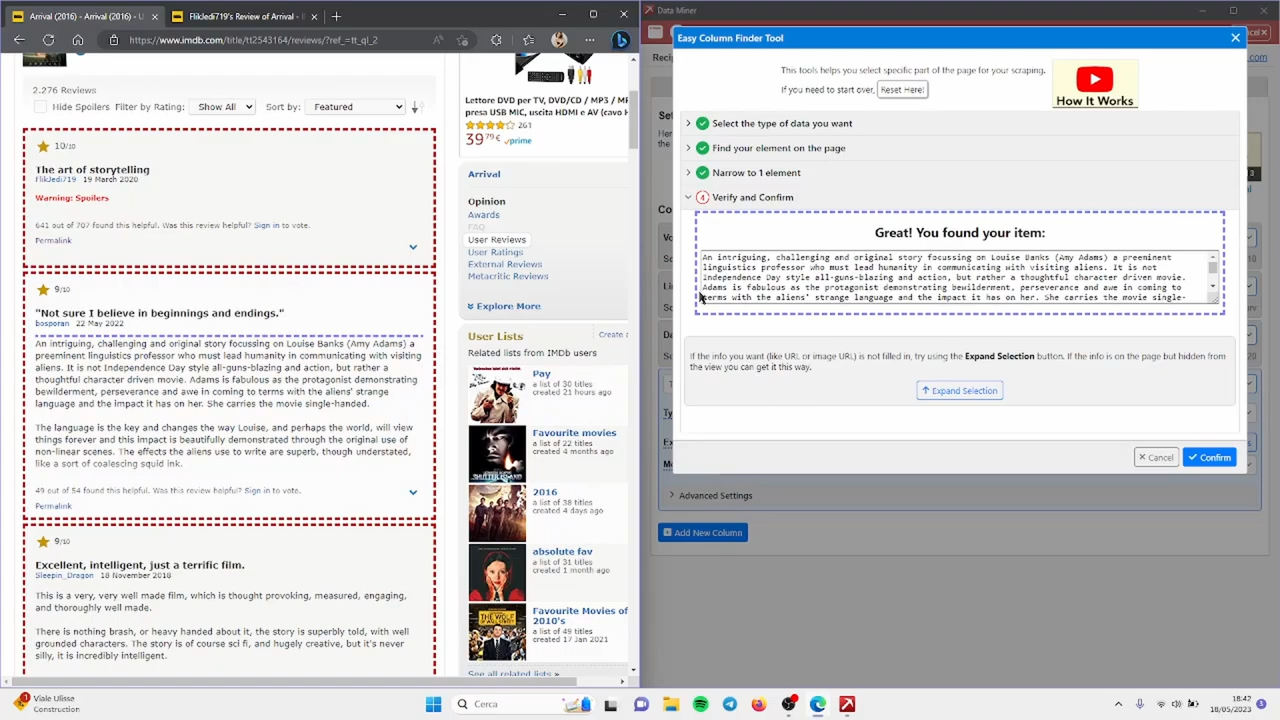 Arrival (2016) - Arrival (2016) - U
FlikJedi719's Review of Arrival - I
https://www.imdb.com/title/tt2543164/reviews/?ref_=tt_ql_2
2.276 Reviews
Hide Spoilers Filter by Rating: Show All Sort by: Featured
10/10
The art of storytelling
FlikJedi719 19 March 2020
Warning: Spoilers
641 out of 707 found this helpful. Was this review helpful? Sign in to vote.
Permalink
9/10
"Not sure I believe in beginnings and endings."
bosporan 22 May 2022
An intriguing, challenging and original story focussing on Louise Banks (Amy Adams) a
preeminent linguistics professor who must lead humanity in communicating with visiting
aliens. It is not Independence Day style all-guns-blazing and action, but rather a
thoughtful character driven movie. Adams is fabulous as the protagonist demonstrating
bewilderment, perseverance and awe in coming to terms with the aliens' strange
language and the impact it has on her. She carries the movie single-handed.
The language is the key and changes the way Louise, and perhaps the world, will view
things forever and this impact is beautifully demonstrated through the original use of
non-linear scenes. The effects the aliens use to write are superb, though understated,
like a sort of coalescing squid ink.
49 out of 54 found this helpful. Was this review helpful? Sign in to vote.
Permalink
9/10
Excellent, intelligent, just a terrific film.
Sleepin_Dragon 18 November 2018
This is a very, very well made film, which is thought provoking, measured, engaging,
and thoroughly well made.
There is nothing brash, or heavy handed about it, the story is superbly told, with well
grounded characters. The story is of course sci fi, and hugely creative, but it's never
silly, it is incredibly intelligent.
Lettore DVD per TV, DVD/CD / MP3 / M
presa USB MIC, uscita HDMI e AV (cavo H
261
39,79€ prime
Arrival
Opinion
Awards
FAQ
User Reviews
User Ratings
External Reviews
Metacritic Reviews
Explore More
User Lists
Create a
Related lists from IMDb users
Pay
a list of 30 titles
created 21 hours ago
Favourite movies
a list of 22 titles
created 4 months ago
2016
a list of 38 titles
created 4 days ago
absolute fav
a list of 31 titles
created 1 month ago
Favourite Movies of
2010's
a list of 49 titles
created 17 Jan 2021
See all related lists »
Data Miner
Easy Column Finder Tool
This tools helps you select specific part of the page for your scraping.
If you need to start over, Reset Here!
How It Works
Select the type of data you want
Find your element on the page
Narrow to 1 element
4 Verify and Confirm
Great! You found your item:
An intriguing, challenging and original story focussing on Louise Banks (Amy Adams) a preeminent
linguistics professor who must lead humanity in communicating with visiting aliens. It is not
Independence Day style all-guns-blazing and action, but rather a thoughtful character driven movie.
Adams is fabulous as the protagonist demonstrating bewilderment, perseverance and awe in coming to
terms with the aliens' strange language and the impact it has on her. She carries the movie single-
If the info you want (like URL or image URL) is not filled in, try using the Expand Selection button. If the info is on the page but hidden from
the view you can get it this way.
Expand Selection
Cancel
Confirm
Advanced Settings
Add New Column
Viale Ulisse
Construction
Cerca
18.42
18/05/2023